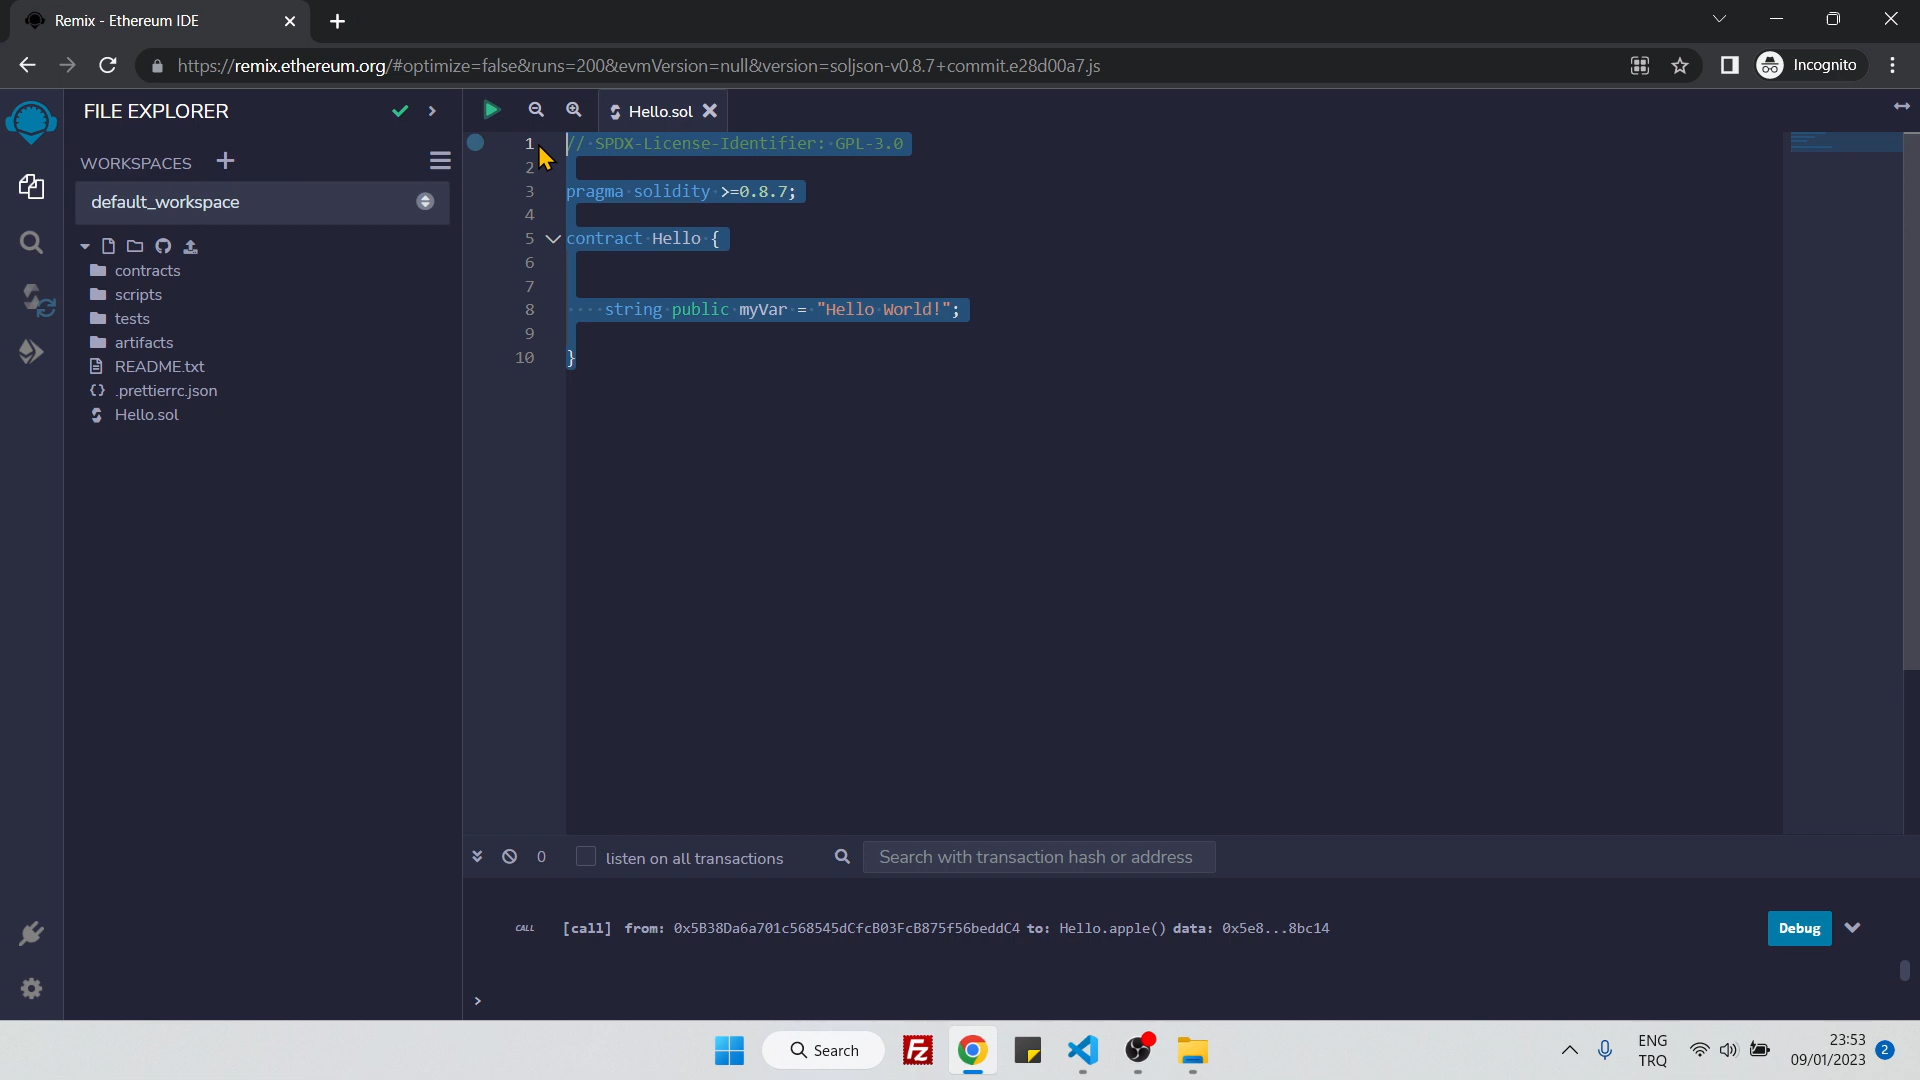 Remix - Ethereum IDE
https://remix.ethereum.org/#optimize=false&runs=200&evmVersion=null&version=soljson-v0.8.7+commit.e28d00a7.js
Incognito
FILE EXPLORER
Hello.sol
WORKSPACES
default_workspace
contracts
scripts
tests
artifacts
README.txt
.prettierrc.json
Hello.sol
1 // SPDX-License-Identifier: GPL-3.0
2
3 pragma solidity >=0.8.7;
4
5 contract Hello {
6
7
8 string public myVar = "Hello World!";
9
10 }
0 listen on all transactions Search with transaction hash or address
CALL [call] from: 0x5B38Da6a701c568545dCfcB03FcB875f56beddC4 to: Hello.apple() data: 0x5e8...8bc14 Debug
>
Search
ENG
TRQ
23:53
09/01/2023
2